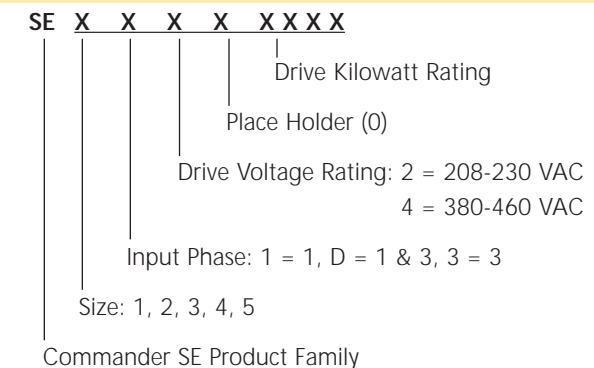 SE X X X X X X X X
Drive Kilowatt Rating
Place Holder (0)
Drive Voltage Rating: 2 = 208-230 VAC
4 = 380-460 VAC
Input Phase: 1 = 1, D = 1 & 3, 3 = 3
Size: 1, 2, 3, 4, 5
Commander SE Product Family